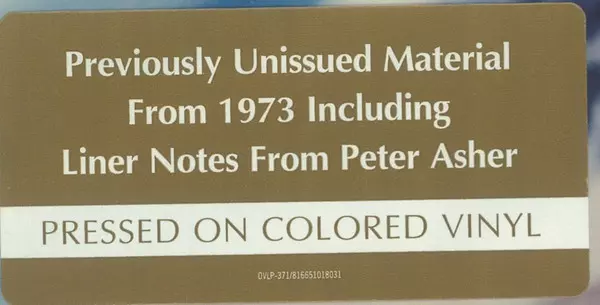 Previously Unissued Material
From 1973 Including
Liner Notes From Peter Asher
PRESSED ON COLORED VINYL
OVLP-371/816651018031